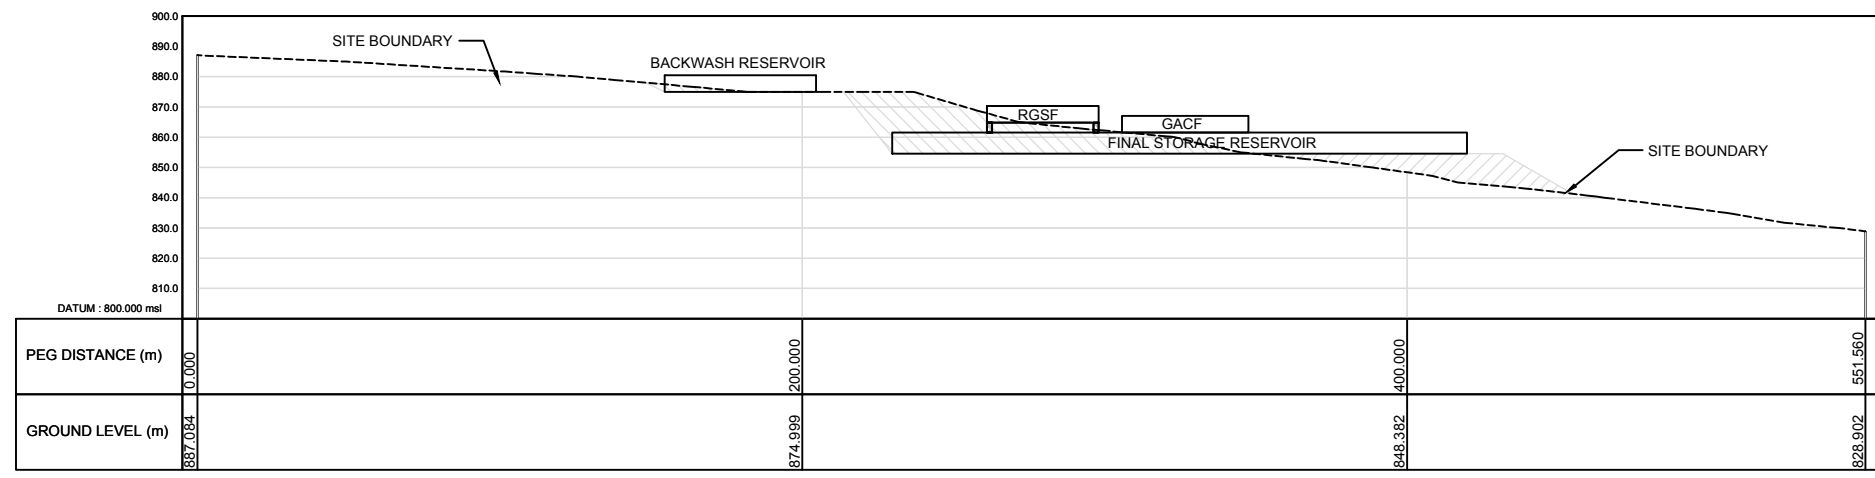 900.0
890.0
880.0
870.0
860.0
850.0
840.0
830.0
820.0
810.0
DATUM : 800.000 msl
SITE BOUNDARY
BACKWASH RESERVOIR
RGSF
GACF
FINAL STORAGE RESERVOIR
SITE BOUNDARY
PEG DISTANCE (m)
0.000
200.000
400.000
551.560
GROUND LEVEL (m)
887.084
874.999
848.382
828.902